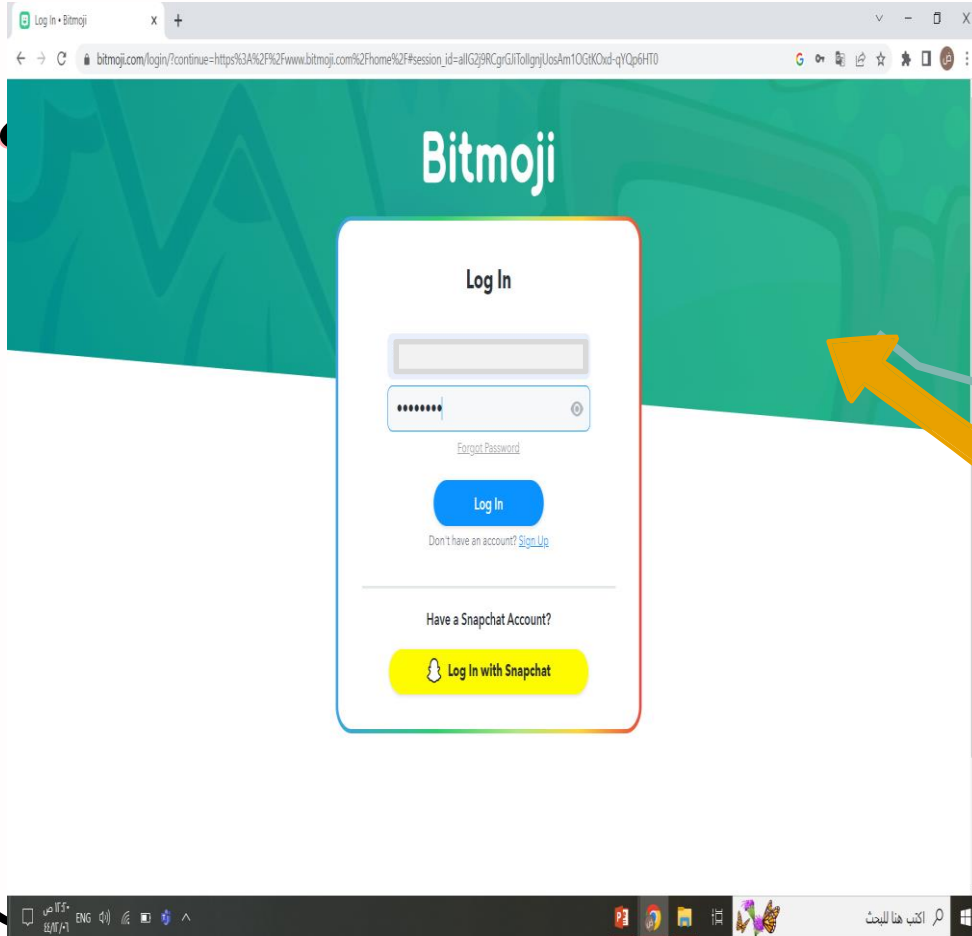 Log In • Bitmoji
bitmoji.com/login/?continue=https%3A%2F%2Fwww.bitmoji.com%2Fhome%2F#session_id=
Bitmoji
Log In
••••••••
Forgot Password
Log In
Don't have an account? Sign Up
Have a Snapchat Account?
Log In with Snapchat
ENG
اكتب هنا للبحث